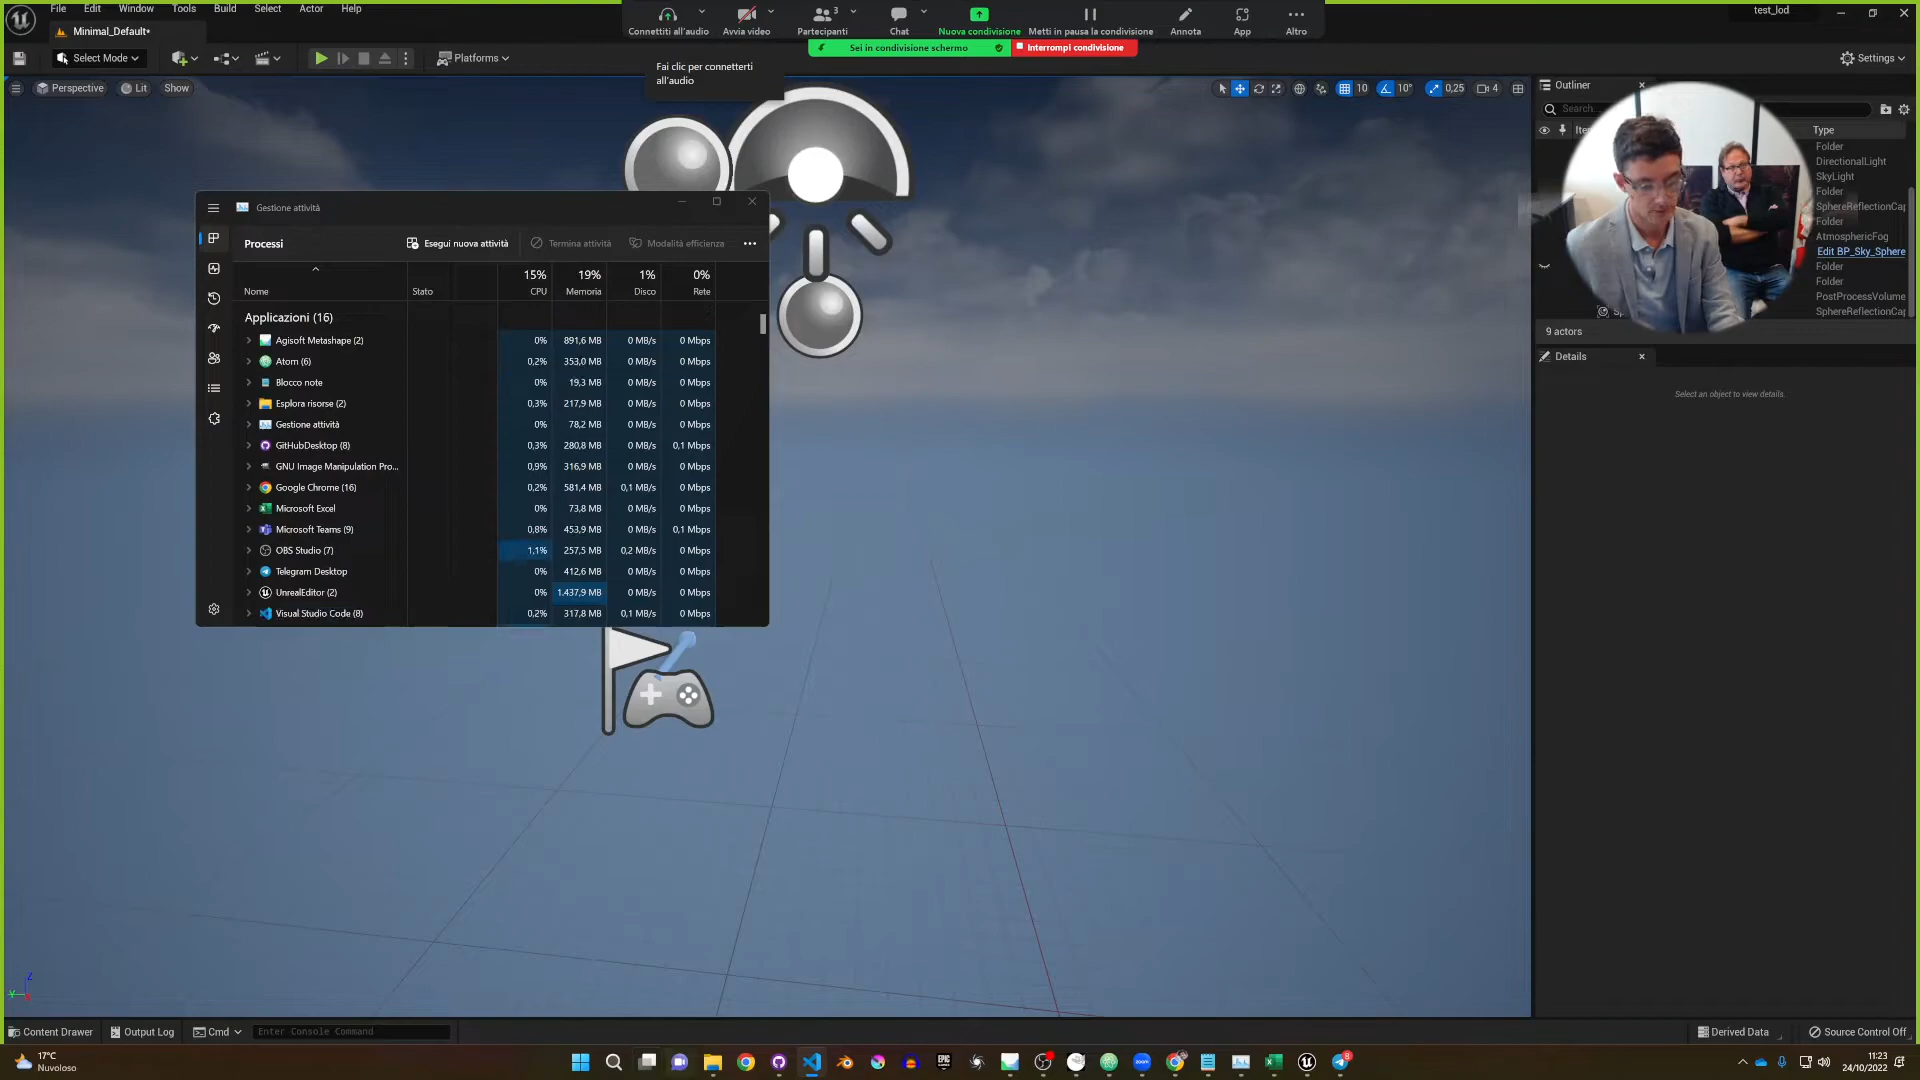 File Edit Window Tools Build Select Actor Help
Minimal_Default*
Connettiti all'audio
Avvia video
3
Partecipanti
Chat
Nuova condivisione
Metti in pausa la condivisione
Annota
App
Altro
test_lod
Sei in condivisione schermo
Interrompi condivisione
Select Mode
Platforms
Settings
Fai clic per connetterti
all'audio
Perspective
Lit
Show
10
10°
0,25
4
Outliner
Search...
Type
Folder
DirectionalLight
SkyLight
Folder
SphereReflectionCap
Folder
AtmosphericFog
Edit BP_Sky_Sphere
Folder
Folder
PostProcessVolume
SphereReflectionCap
9 actors
Details
Select an object to view details.
Gestione attività
Processi
Esegui nuova attività
Termina attività
Modalità efficienza
15% 19% 1% 0%
Nome Stato CPU Memoria Disco Rete
Applicazioni (16)
Agisoft Metashape (2) 0% 891,6 MB 0 MB/s 0 Mbps
Atom (6) 0,2% 353,0 MB 0 MB/s 0 Mbps
Blocco note 0% 19,3 MB 0 MB/s 0 Mbps
Esplora risorse (2) 0,3% 217,9 MB 0 MB/s 0 Mbps
Gestione attività 0% 78,2 MB 0 MB/s 0 Mbps
GitHubDesktop (8) 0,3% 280,8 MB 0 MB/s 0,1 Mbps
GNU Image Manipulation Pro... 0,9% 316,9 MB 0 MB/s 0 Mbps
Google Chrome (16) 0,2% 581,4 MB 0,1 MB/s 0 Mbps
Microsoft Excel 0% 73,8 MB 0 MB/s 0 Mbps
Microsoft Teams (9) 0,8% 453,9 MB 0 MB/s 0,1 Mbps
OBS Studio (7) 1,1% 257,5 MB 0,2 MB/s 0 Mbps
Telegram Desktop 0% 412,6 MB 0 MB/s 0 Mbps
UnrealEditor (2) 0% 1.437,9 MB 0 MB/s 0 Mbps
Visual Studio Code (8) 0,2% 317,8 MB 0,1 MB/s 0 Mbps
Content Drawer
Output Log
Cmd
Enter Console Command
Derived Data
Source Control Off
17°C
Nuvoloso
11:23
24/10/2022